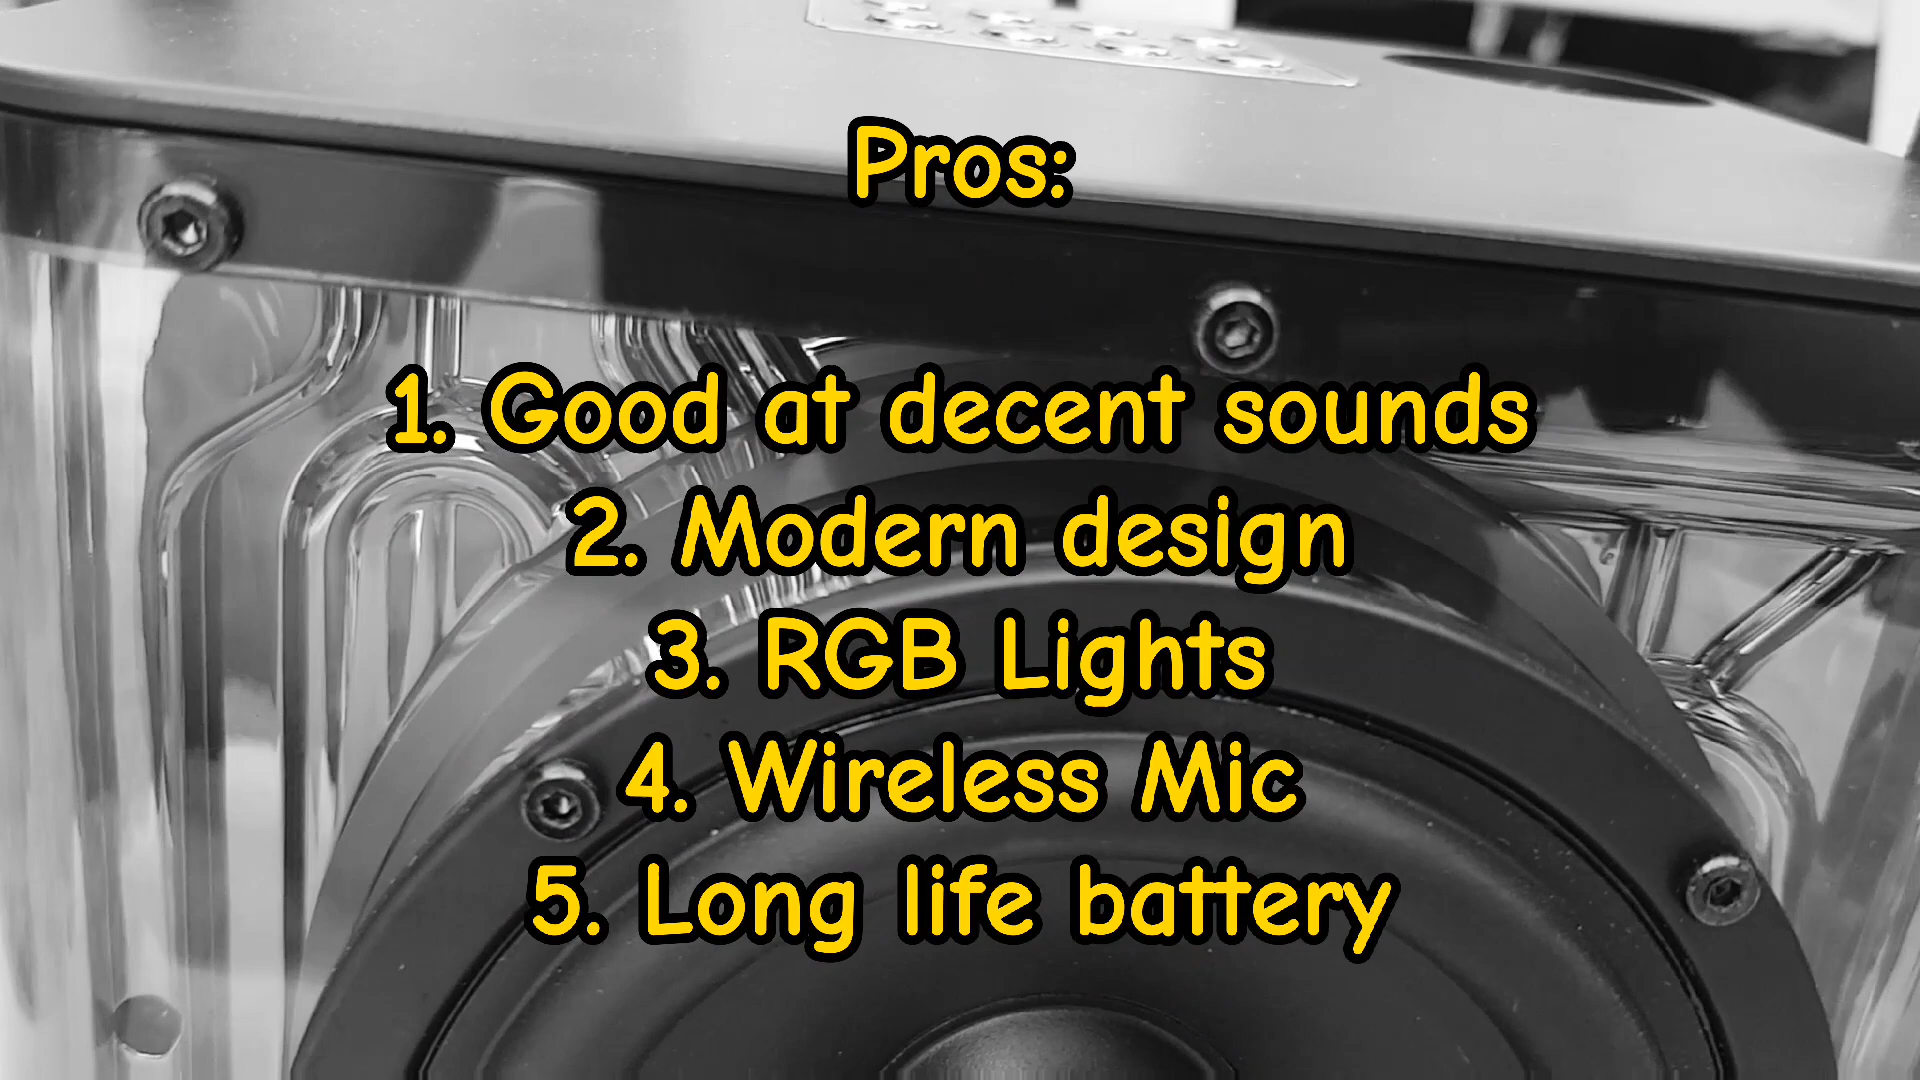 Pros:
1. Good at decent sounds
2. Modern design
3. RGB Lights
4. Wireless Mic
5. Long life battery